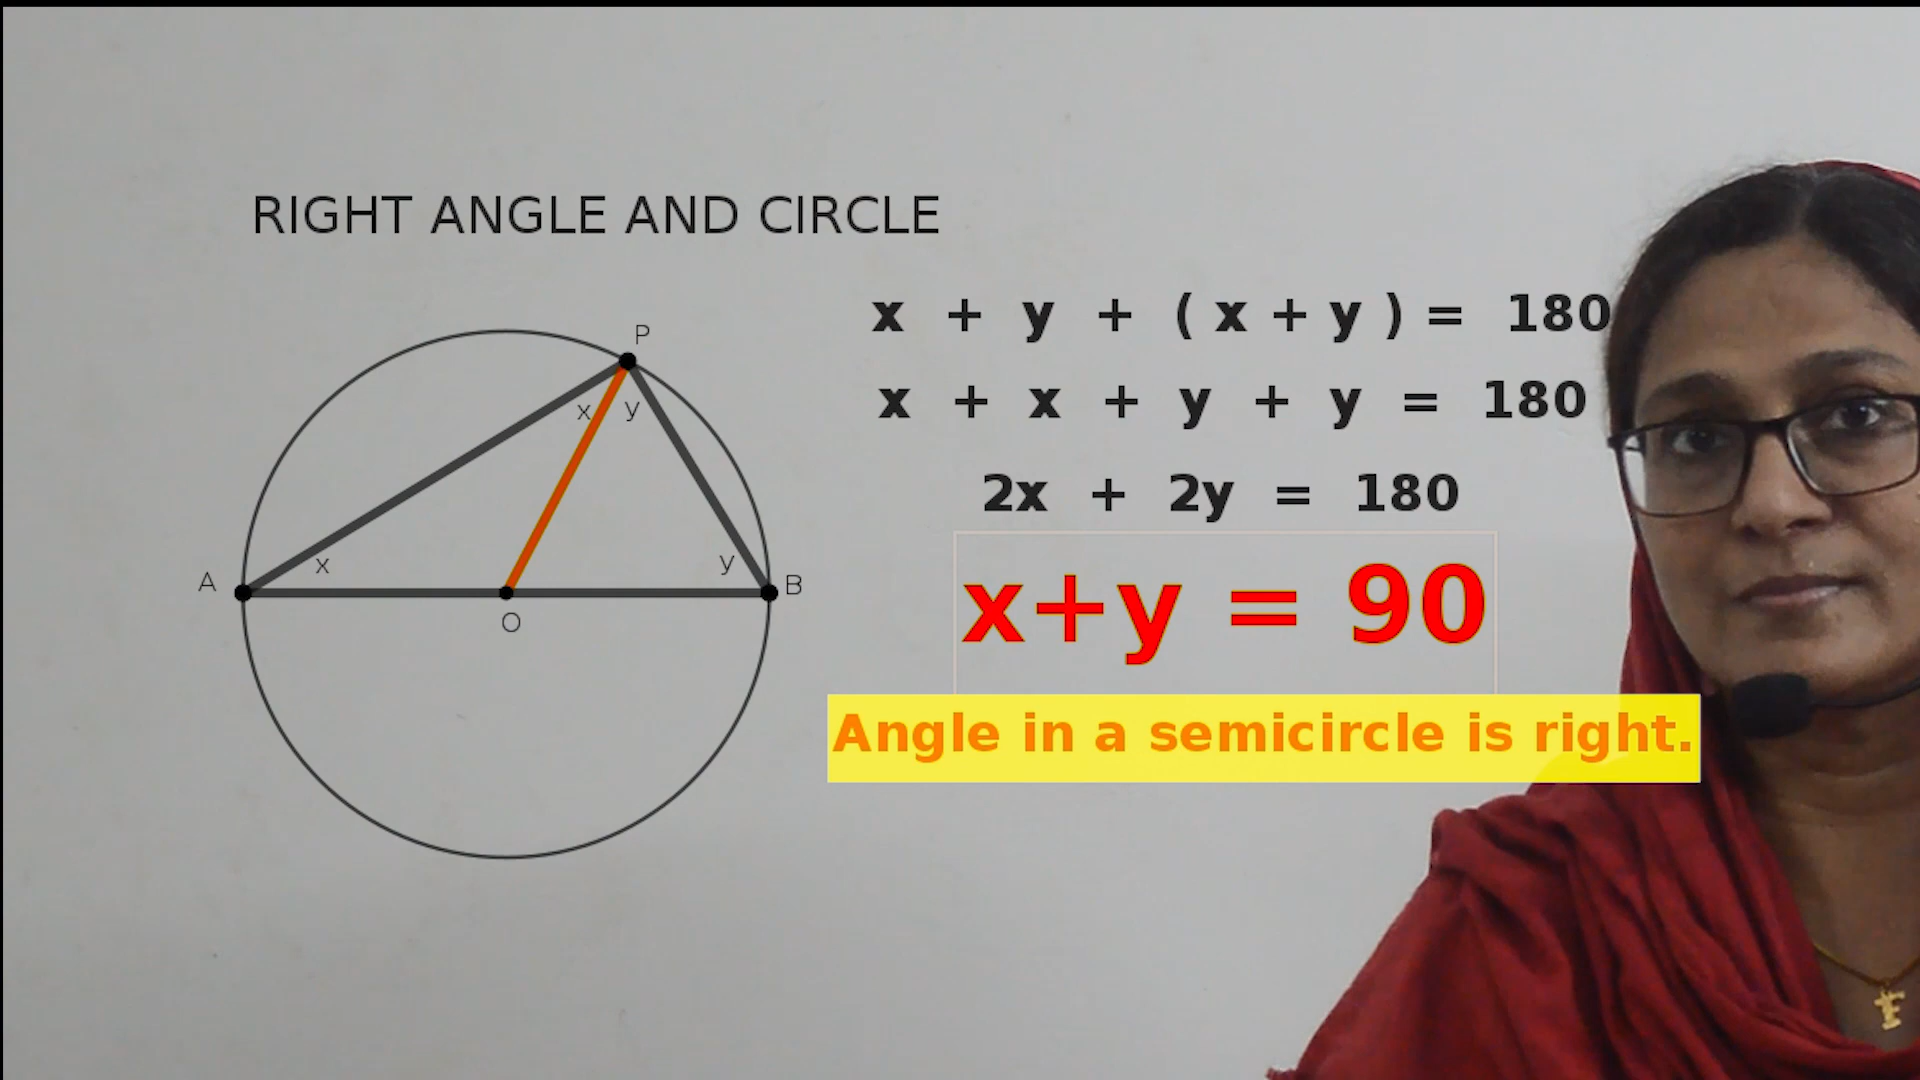 RIGHT ANGLE AND CIRCLE
x + y + ( x + y ) = 180
x + x + y + y = 180
2x + 2y = 180
x+y = 90
Angle in a semicircle is right.
P
x y
x y
A B
O